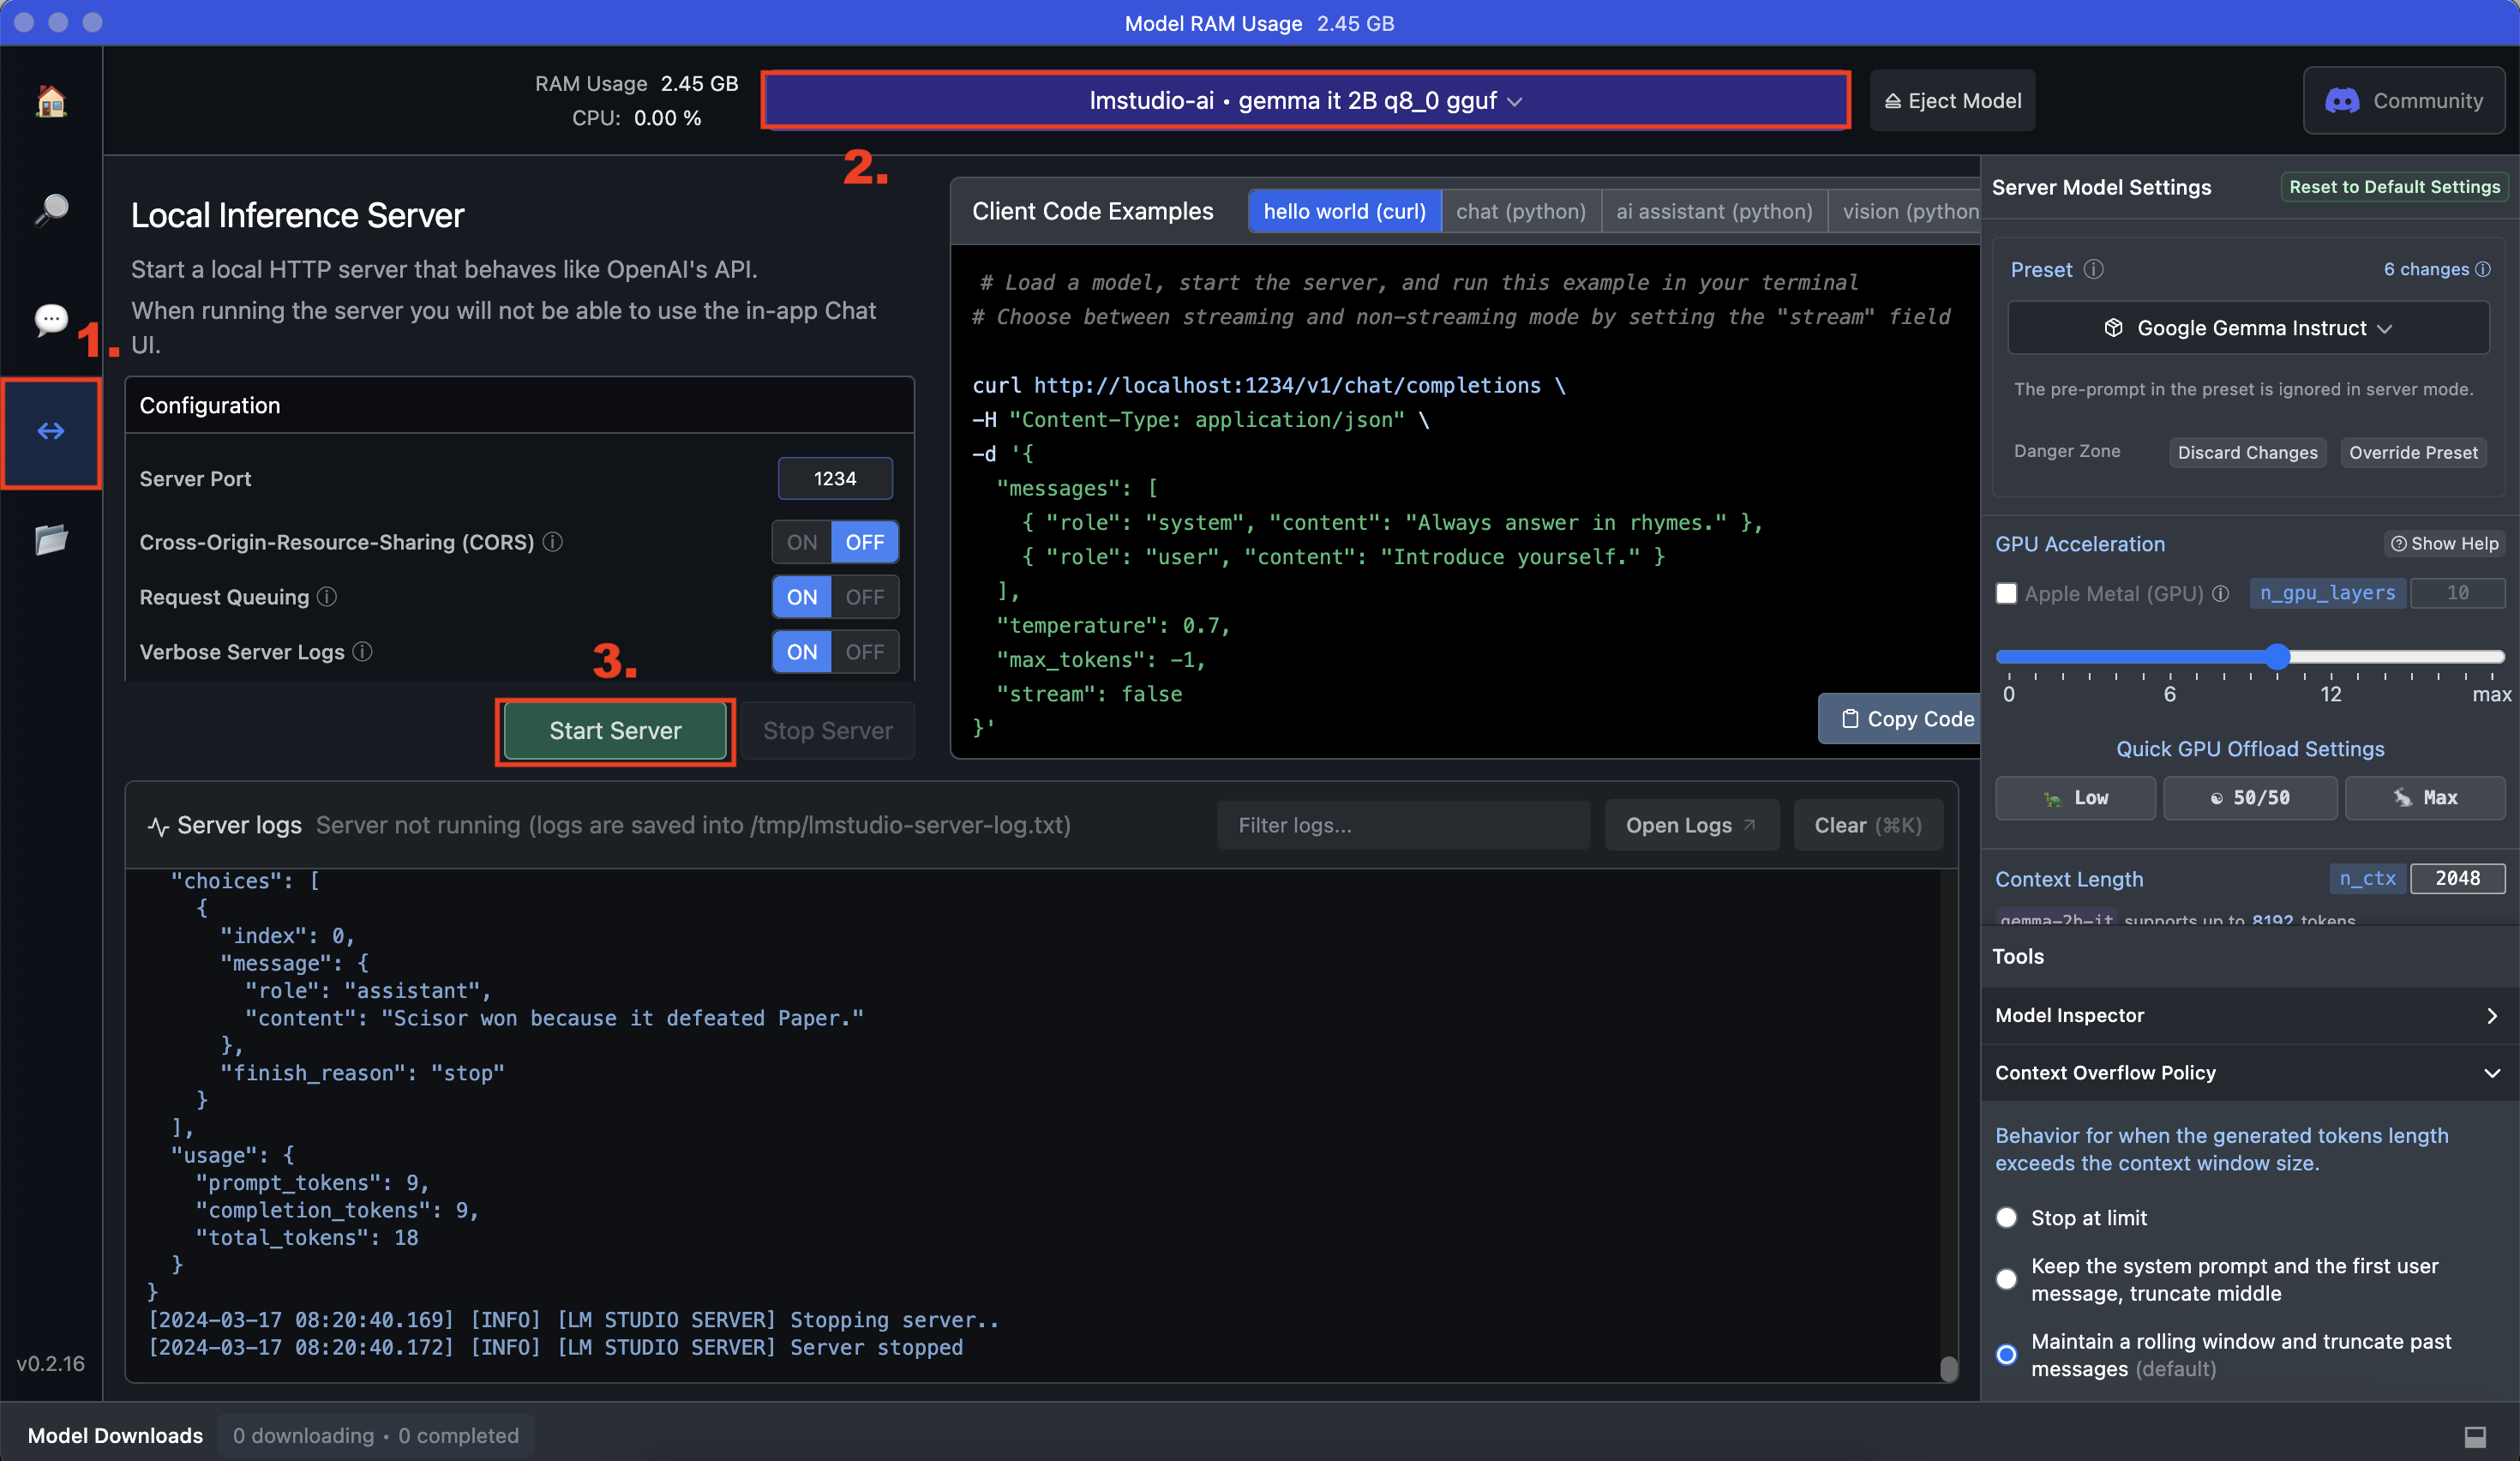 Model RAM Usage 2.45 GB
RAM Usage 2.45 GB
CPU: 0.00 %
lmstudio-ai • gemma it 2B q8_0 gguf
Eject Model
Community
2.
Local Inference Server
Start a local HTTP server that behaves like OpenAI's API.
When running the server you will not be able to use the in-app Chat
UI.
1.
Configuration
Server Port 1234
Cross-Origin-Resource-Sharing (CORS) ON OFF
Request Queuing ON OFF
Verbose Server Logs ON OFF
3.
Start Server Stop Server
Client Code Examples hello world (curl) chat (python) ai assistant (python) vision (python
# Load a model, start the server, and run this example in your terminal
# Choose between streaming and non-streaming mode by setting the "stream" field
curl http://localhost:1234/v1/chat/completions \
-H "Content-Type: application/json" \
-d '{
"messages": [
{ "role": "system", "content": "Always answer in rhymes." },
{ "role": "user", "content": "Introduce yourself." }
],
"temperature": 0.7,
"max_tokens": -1,
"stream": false
}'
Copy Code
Server logs Server not running (logs are saved into /tmp/lmstudio-server-log.txt) Filter logs... Open Logs Clear (⌘K)
"choices": [
{
"index": 0,
"message": {
"role": "assistant",
"content": "Scisor won because it defeated Paper."
},
"finish_reason": "stop"
}
],
"usage": {
"prompt_tokens": 9,
"completion_tokens": 9,
"total_tokens": 18
}
}
[2024-03-17 08:20:40.169] [INFO] [LM STUDIO SERVER] Stopping server..
[2024-03-17 08:20:40.172] [INFO] [LM STUDIO SERVER] Server stopped
Server Model Settings Reset to Default Settings
Preset 6 changes
Google Gemma Instruct
The pre-prompt in the preset is ignored in server mode.
Danger Zone Discard Changes Override Preset
GPU Acceleration Show Help
Apple Metal (GPU) n_gpu_layers 10
0 6 12 max
Quick GPU Offload Settings
Low 50/50 Max
Context Length n_ctx 2048
gemma-2b-it supports up to 8192 tokens
Tools
Model Inspector
Context Overflow Policy
Behavior for when the generated tokens length
exceeds the context window size.
Stop at limit
Keep the system prompt and the first user
message, truncate middle
Maintain a rolling window and truncate past
messages (default)
v0.2.16
Model Downloads 0 downloading • 0 completed